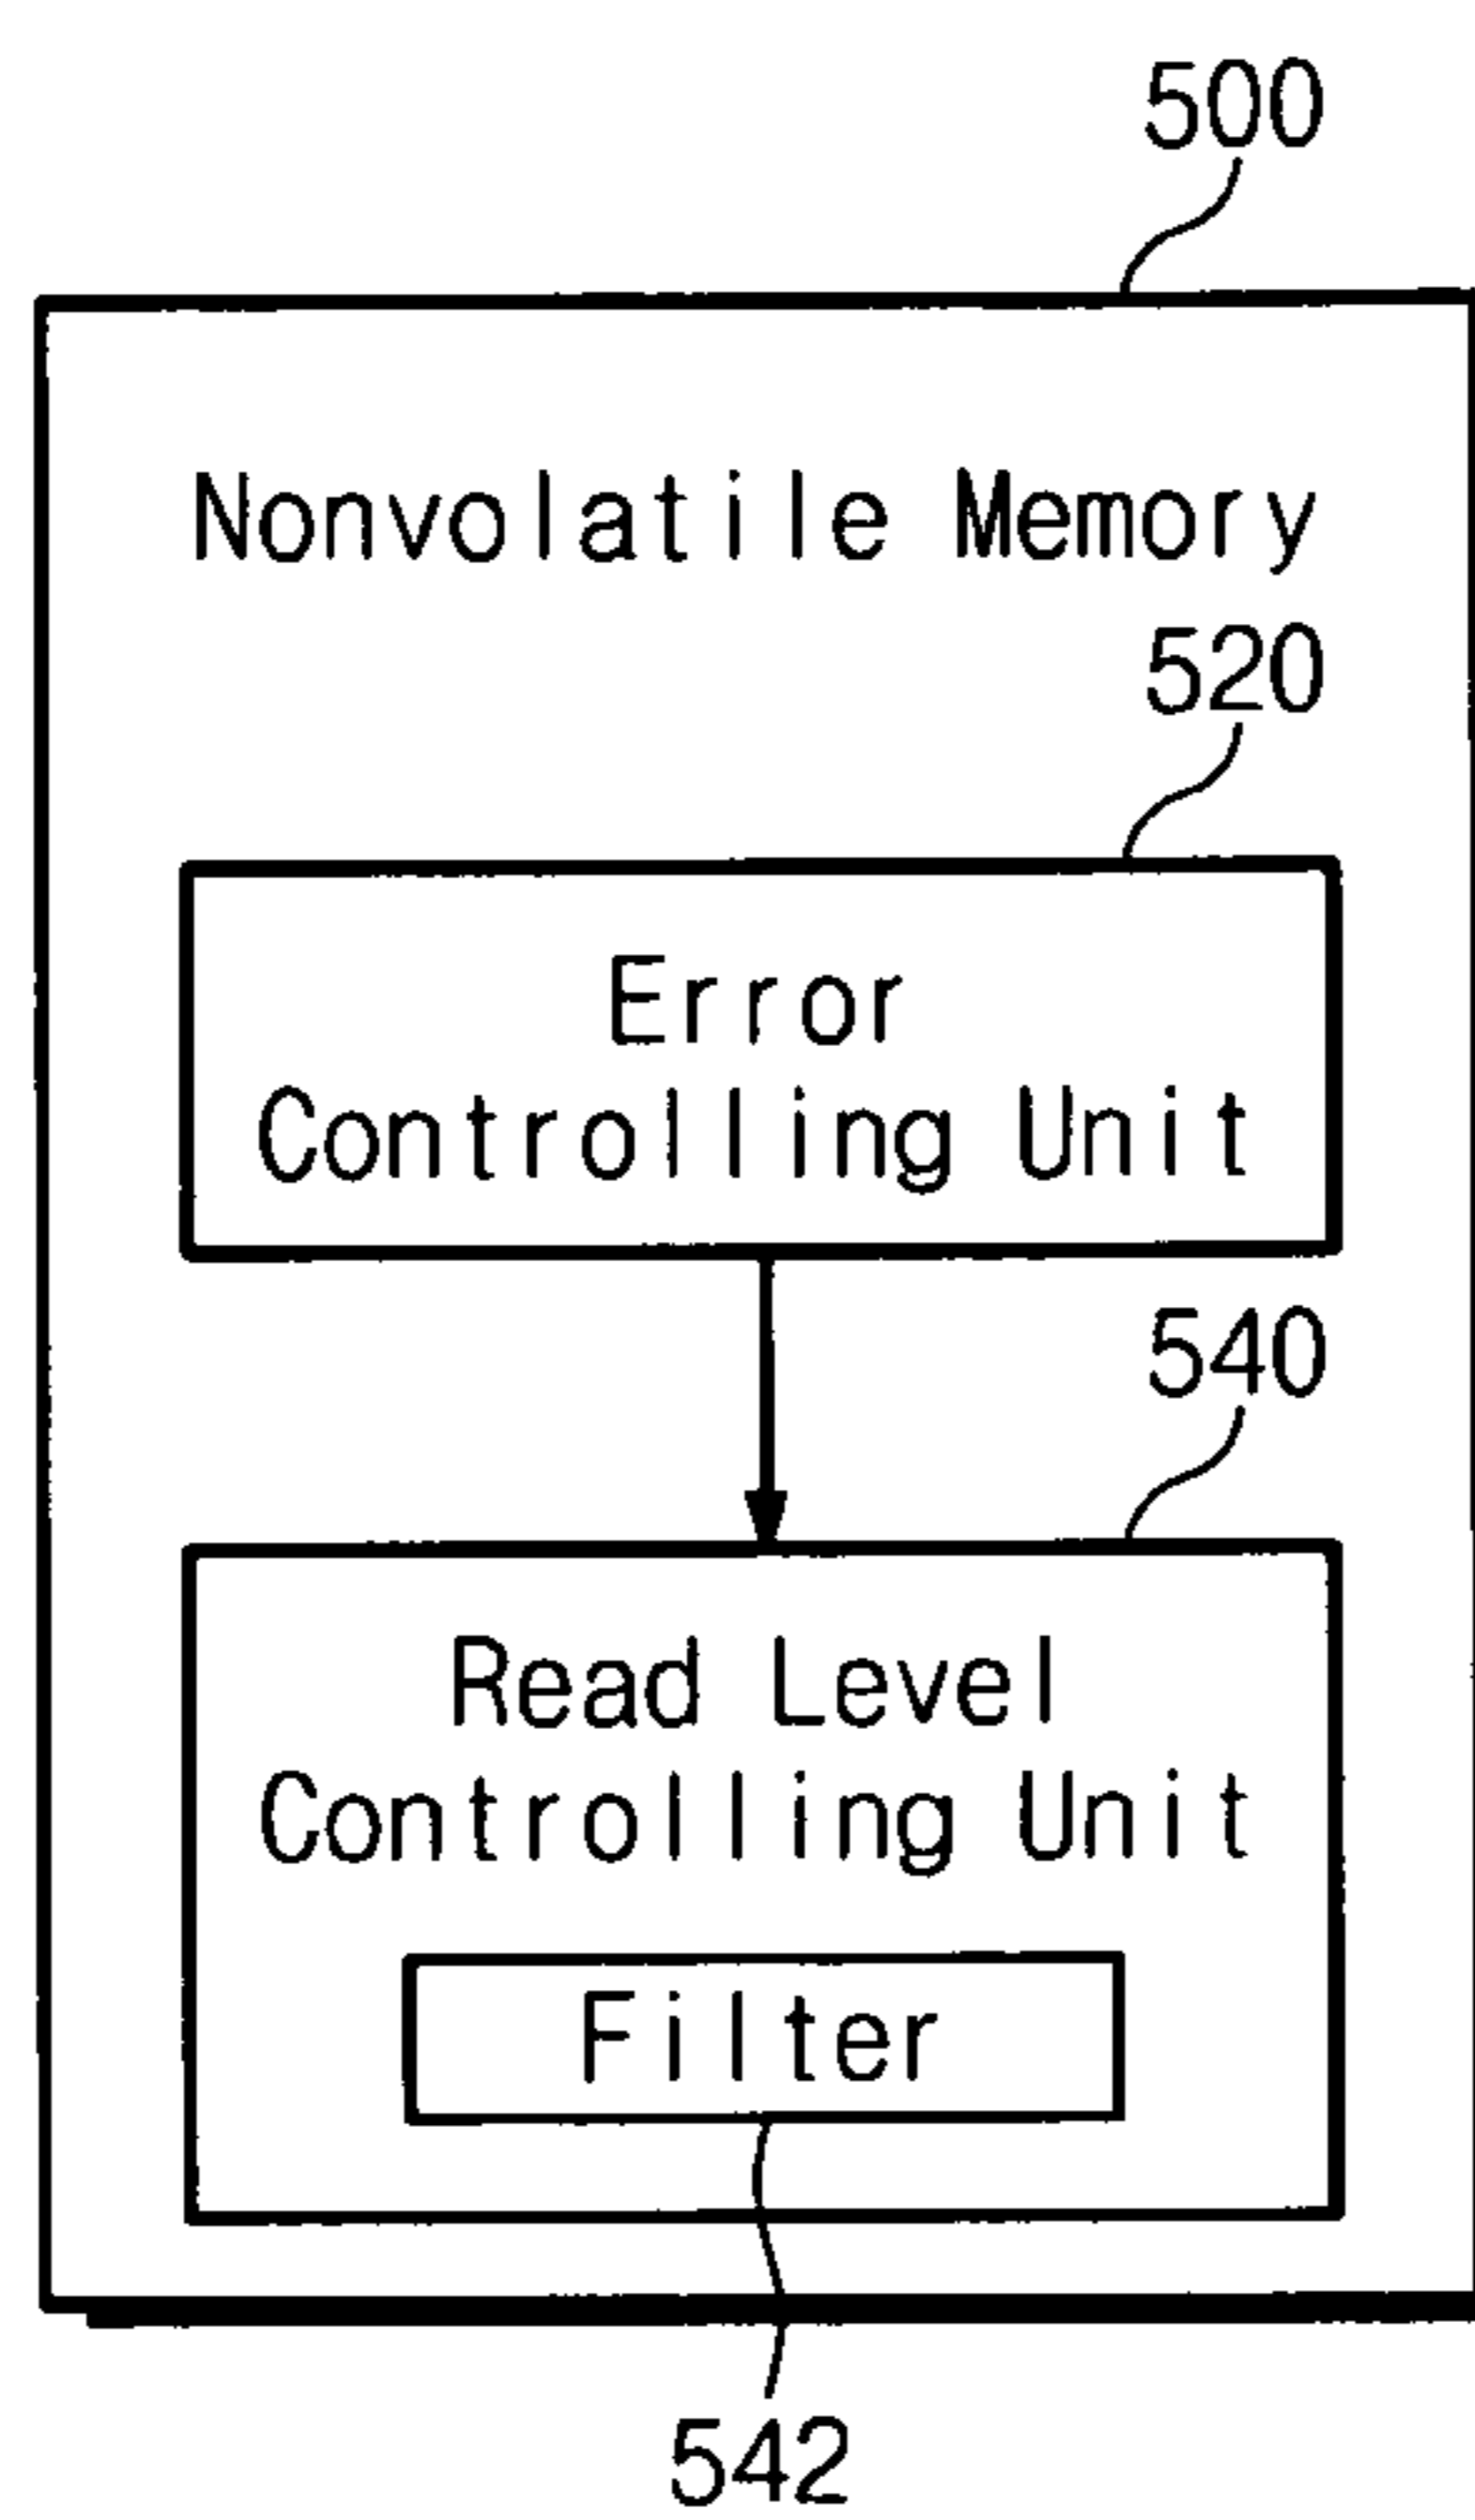 500
Nonvolatile Memory
520
Error
Controlling Unit
540
Read Level
Controlling Unit
Filter
542